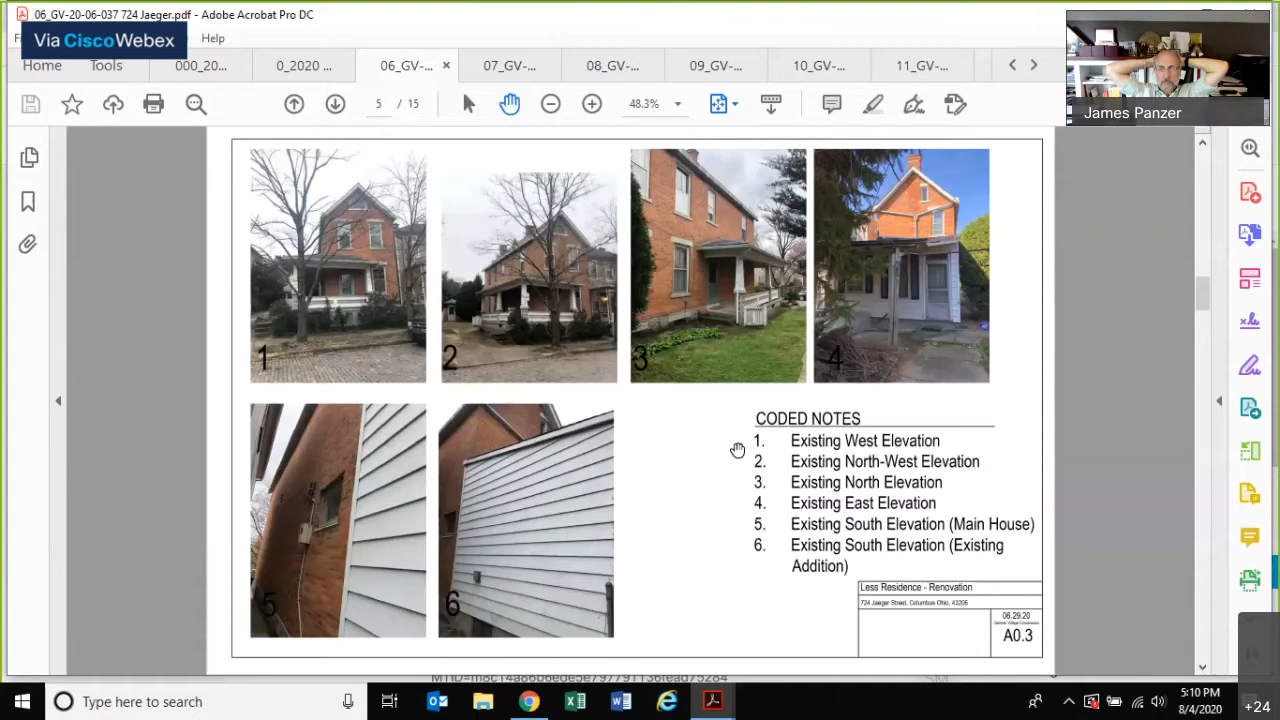 06_GV-20-06-037 724 Jaeger.pdf - Adobe Acrobat Pro DC
Via CiscoWebex
Help
Home Tools 000_20... 0_2020 ... 06_GV-... × 07_GV-... 08_GV-... 09_GV-... 10_GV-... 11_GV-...
5 / 15 48.3%
James Panzer
1
2
3
4
5
6
CODED NOTES
1. Existing West Elevation
2. Existing North-West Elevation
3. Existing North Elevation
4. Existing East Elevation
5. Existing South Elevation (Main House)
6. Existing South Elevation (Existing
Addition)
Less Residence - Renovation
724 Jaeger Street, Columbus Ohio, 43206
06.29.20
A0.3
Type here to search
5:10 PM
8/4/2020
+24